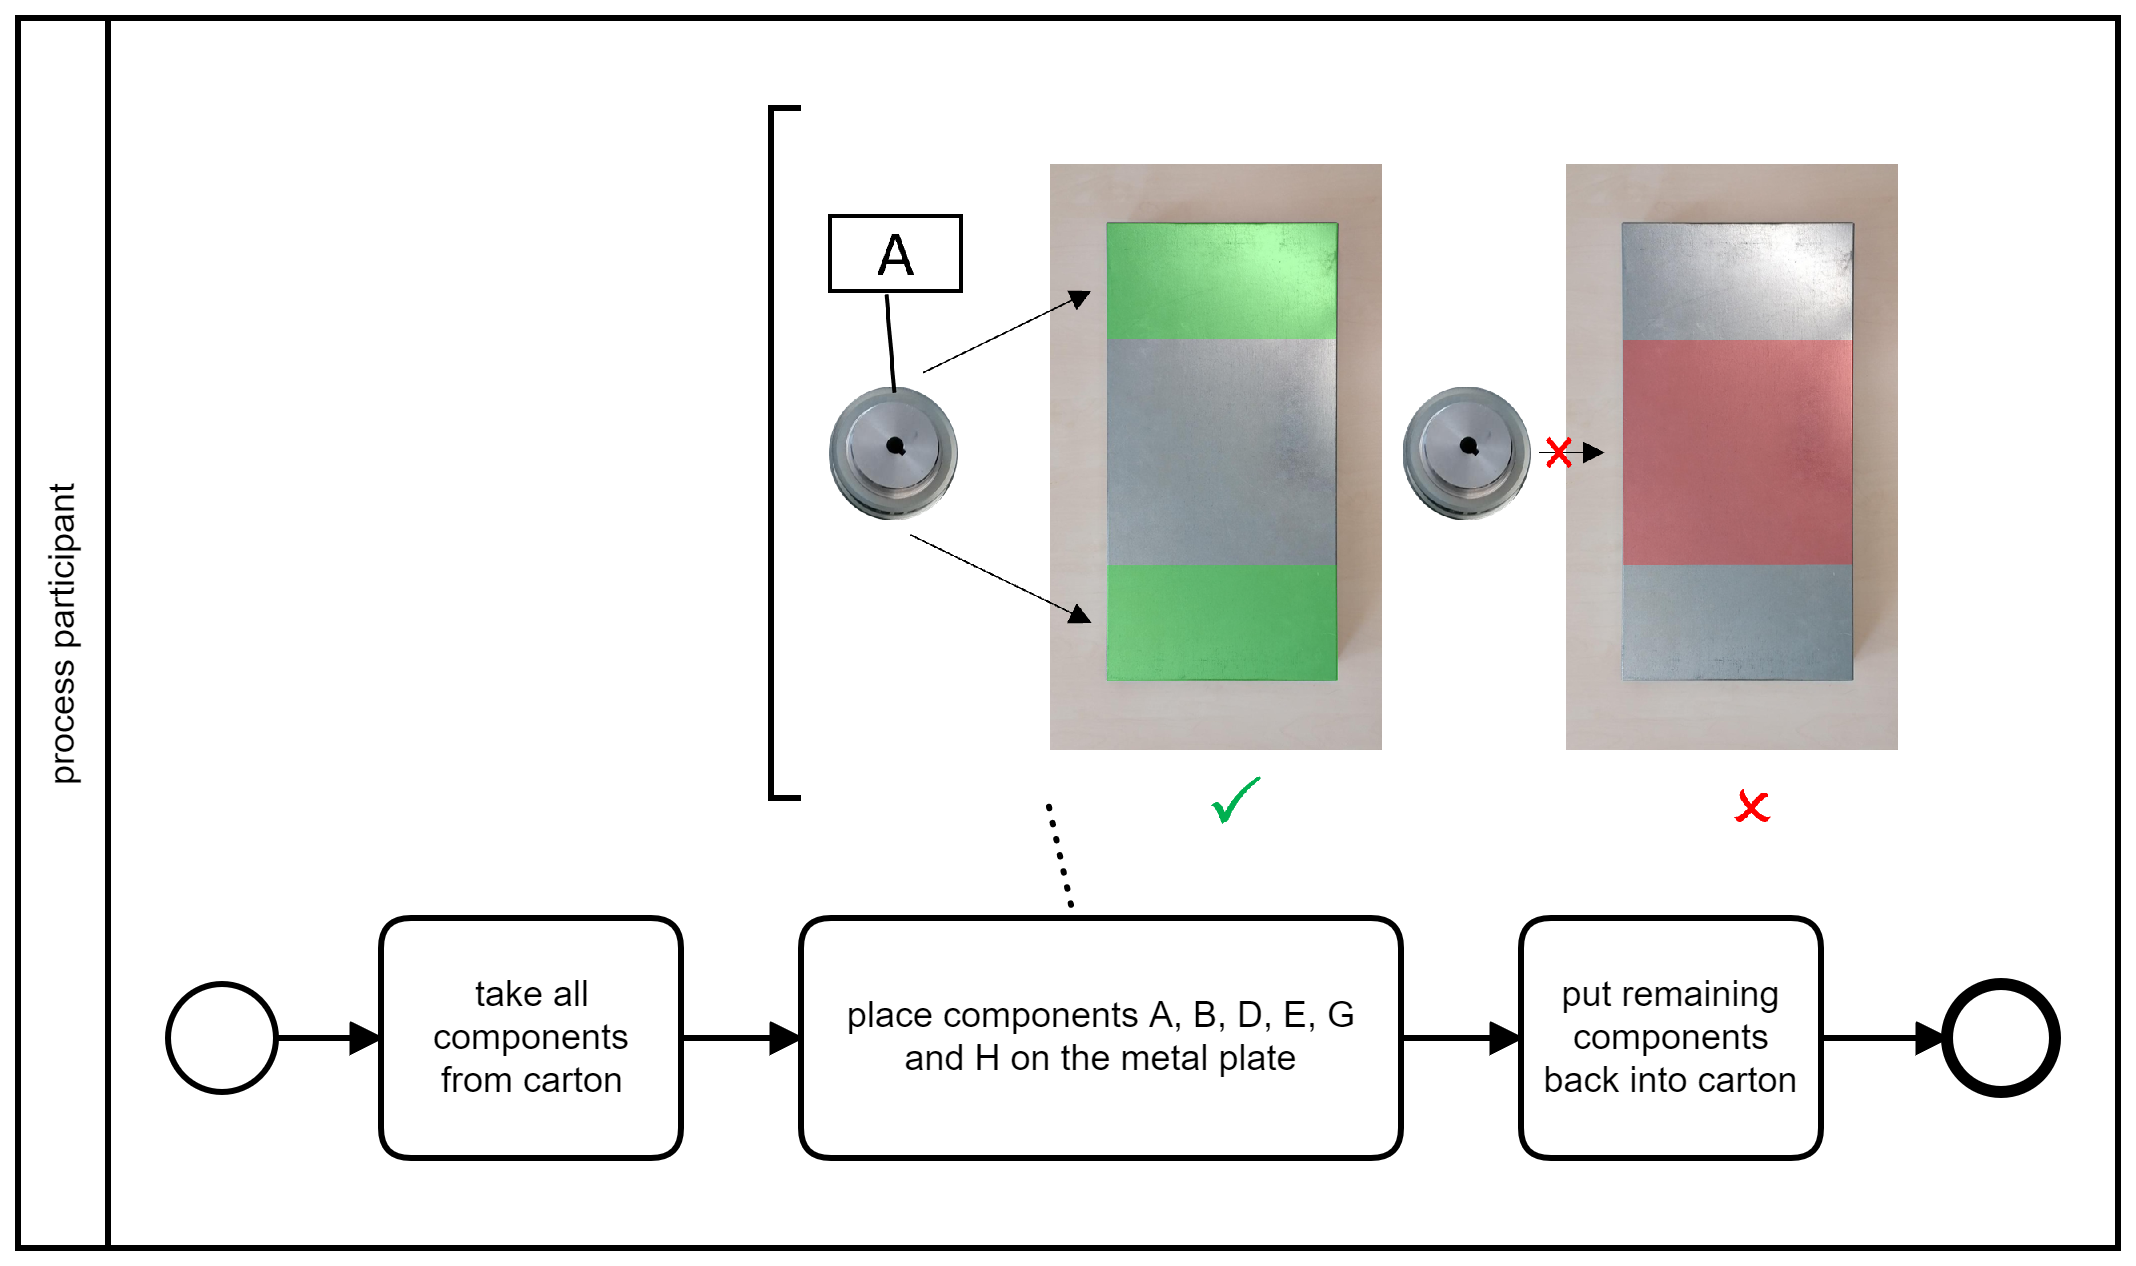 process participant
A
take all
components
from carton
place components A, B, D, E, G
and H on the metal plate
put remaining
components
back into carton